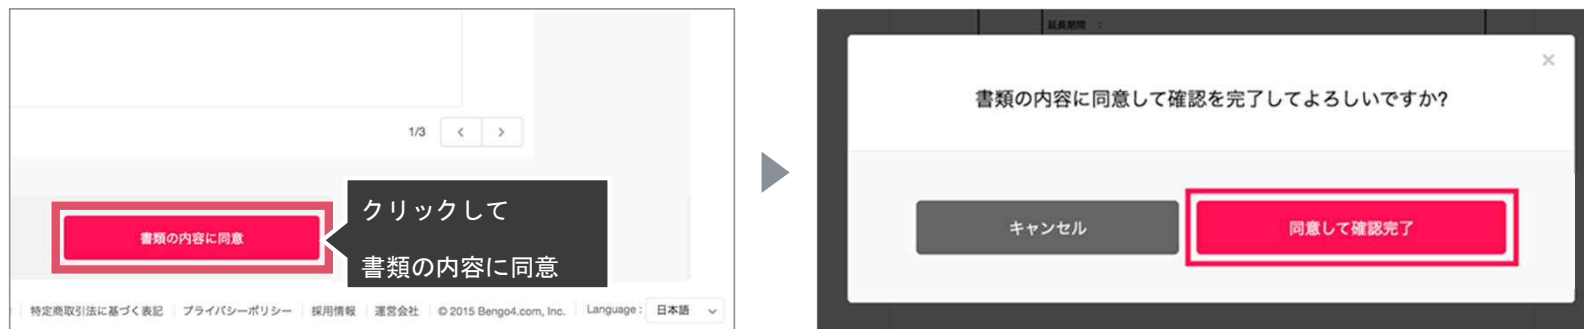 1/3
書類の内容に同意
クリックして
書類の内容に同意
特定商取引法に基づく表記 プライバシーポリシー 採用情報 運営会社 © 2015 Bengo4.com, Inc. Language : 日本語
延長期間 :
×
書類の内容に同意して確認を完了してよろしいですか?
キャンセル
同意して確認完了